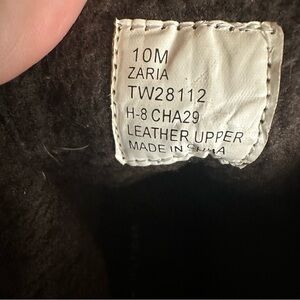 10M
ZARIA
TW28112
H-8 CHA29
LEATHER UPPER
MADE IN